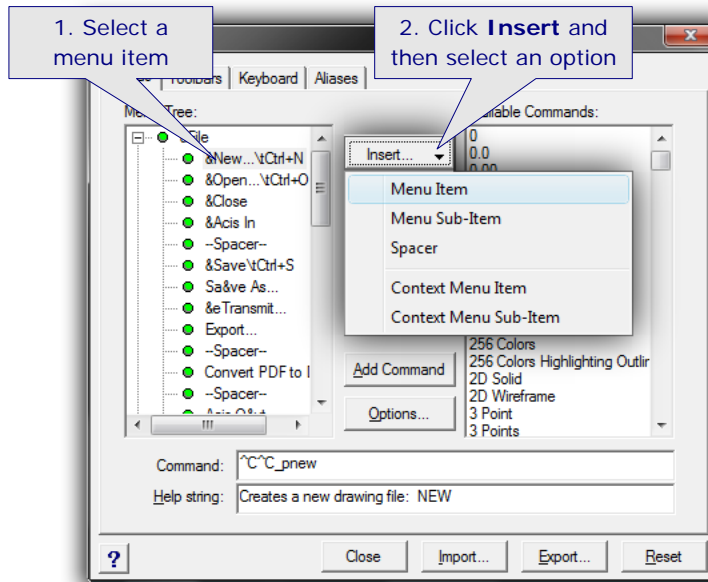 1. Select a
menu item
2. Click Insert and
then select an option
Toolbars
Keyboard
Aliases
Tree:
Available Commands:
&File
&New...\tCtrl+N
&Open...\tCtrl+O
&Close
&Acis In
--Spacer--
&Save\tCtrl+S
Sa&ve As...
&eTransmit...
Export...
--Spacer--
Convert PDF to
--Spacer--
Insert...
0
0.0
0.00
Menu Item
Menu Sub-Item
Spacer
Context Menu Item
Context Menu Sub-Item
Add Command
Options...
256 Colors
256 Colors Highlighting Outlir
2D Solid
2D Wireframe
3 Point
3 Points
Command:
^C^C_pnew
Help string:
Creates a new drawing file: NEW
?
Close
Import...
Export...
Reset